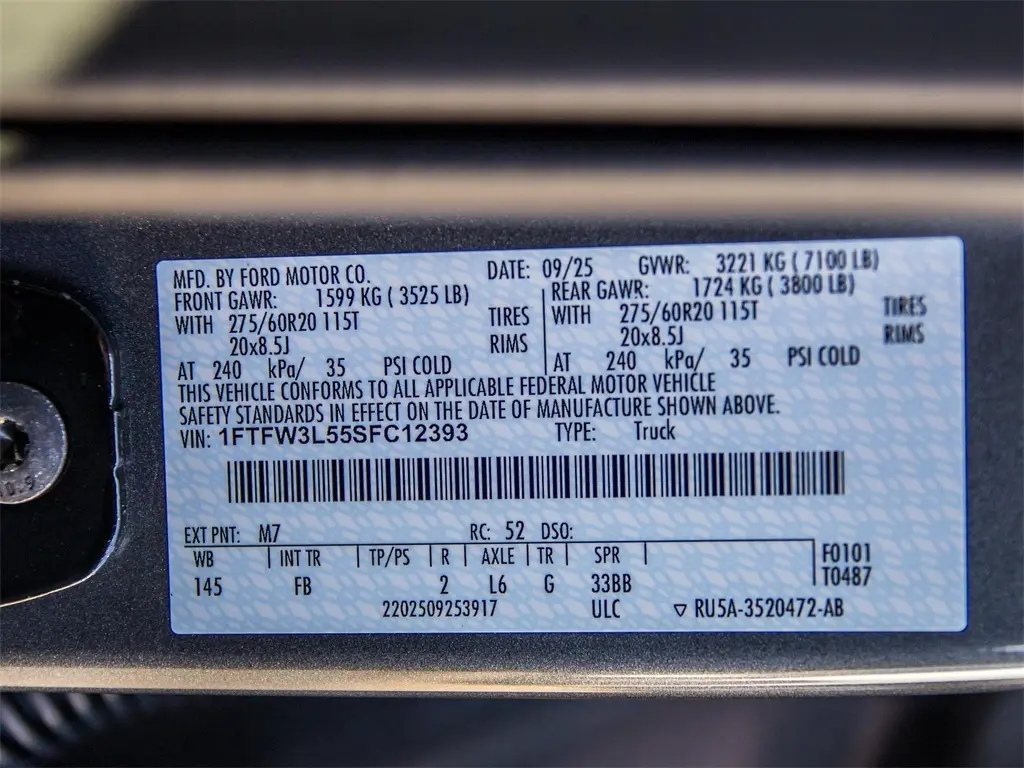 MFD. BY FORD MOTOR CO. DATE: 09/25 GVWR: 3221 KG ( 7100 LB)
FRONT GAWR: 1599 KG ( 3525 LB) REAR GAWR: 1724 KG ( 3800 LB)
WITH 275/60R20 115T TIRES WITH 275/60R20 115T TIRES
20x8.5J RIMS 20x8.5J RIMS
AT 240 kPa/ 35 PSI COLD AT 240 kPa/ 35 PSI COLD
THIS VEHICLE CONFORMS TO ALL APPLICABLE FEDERAL MOTOR VEHICLE
SAFETY STANDARDS IN EFFECT ON THE DATE OF MANUFACTURE SHOWN ABOVE.
VIN: 1FTFW3L55SFC12393 TYPE: Truck
EXT PNT: M7 RC: 52 DSO:
WB INT TR TP/PS R AXLE TR SPR F0101
145 FB 2 L6 G 33BB T0487
2202509253917 ULC ▽ RU5A-3520472-AB